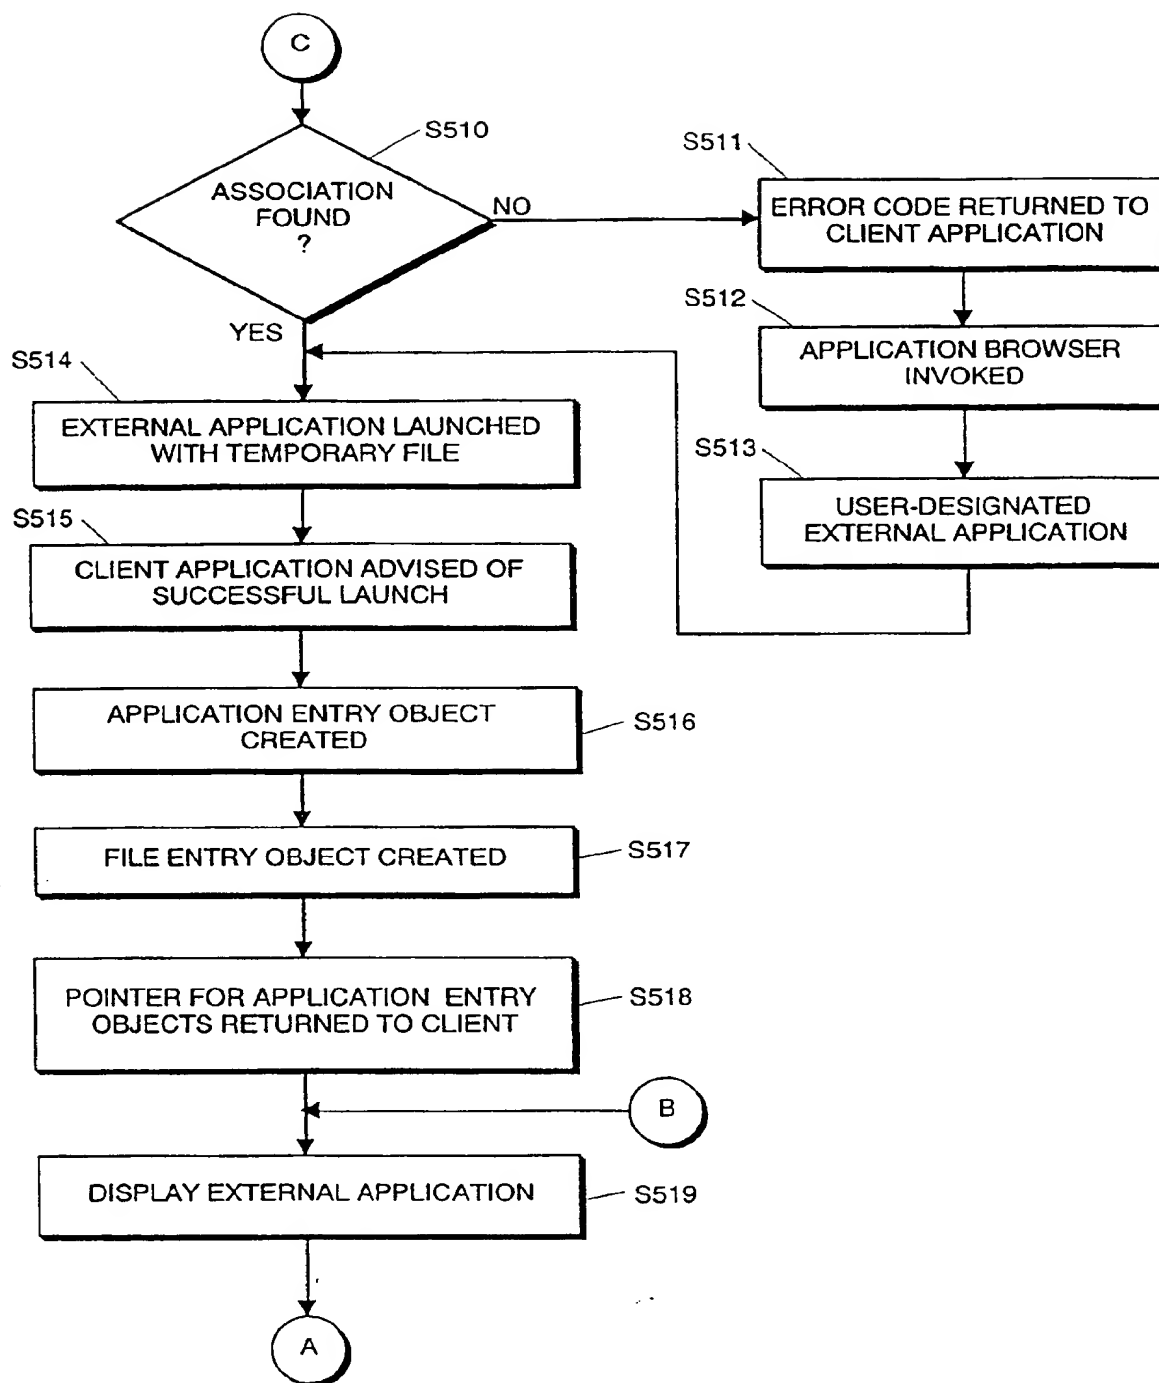 C
S510
ASSOCIATION
FOUND
?
NO
YES
S511
ERROR CODE RETURNED TO
CLIENT APPLICATION
S512
APPLICATION BROWSER
INVOKED
S513
USER-DESIGNATED
EXTERNAL APPLICATION
S514
EXTERNAL APPLICATION LAUNCHED
WITH TEMPORARY FILE
S515
CLIENT APPLICATION ADVISED OF
SUCCESSFUL LAUNCH
APPLICATION ENTRY OBJECT
CREATED
S516
FILE ENTRY OBJECT CREATED
S517
POINTER FOR APPLICATION ENTRY
OBJECTS RETURNED TO CLIENT
S518
B
DISPLAY EXTERNAL APPLICATION
S519
A